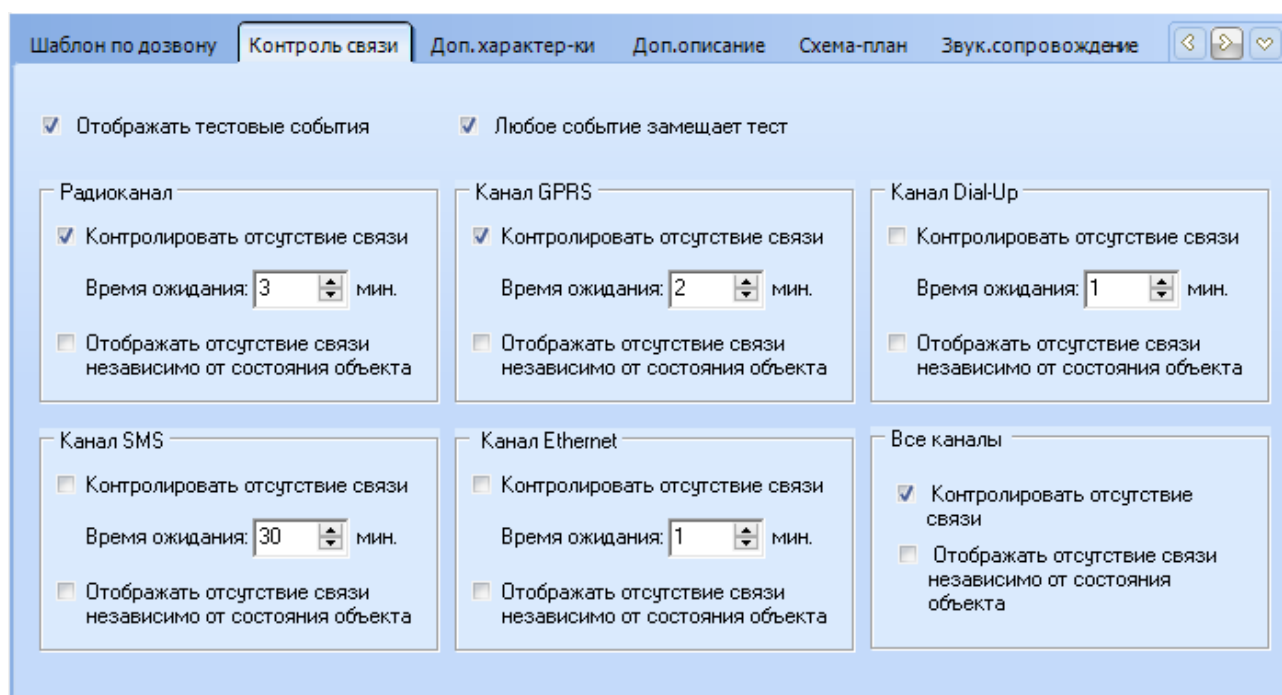 Шаблон по дозвону Контроль связи Доп.характер-ки Доп.описание Схема-план Звук.сопровождение
Отображать тестовые события Любое событие замещает тест
Радиоканал
Контролировать отсутствие связи
Время ожидания: 3 мин.
Отображать отсутствие связи
независимо от состояния объекта
Канал GPRS
Контролировать отсутствие связи
Время ожидания: 2 мин.
Отображать отсутствие связи
независимо от состояния объекта
Канал Dial-Up
Контролировать отсутствие связи
Время ожидания: 1 мин.
Отображать отсутствие связи
независимо от состояния объекта
Канал SMS
Контролировать отсутствие связи
Время ожидания: 30 мин.
Отображать отсутствие связи
независимо от состояния объекта
Канал Ethernet
Контролировать отсутствие связи
Время ожидания: 1 мин.
Отображать отсутствие связи
независимо от состояния объекта
Все каналы
Контролировать отсутствие
связи
Отображать отсутствие связи
независимо от состояния
объекта